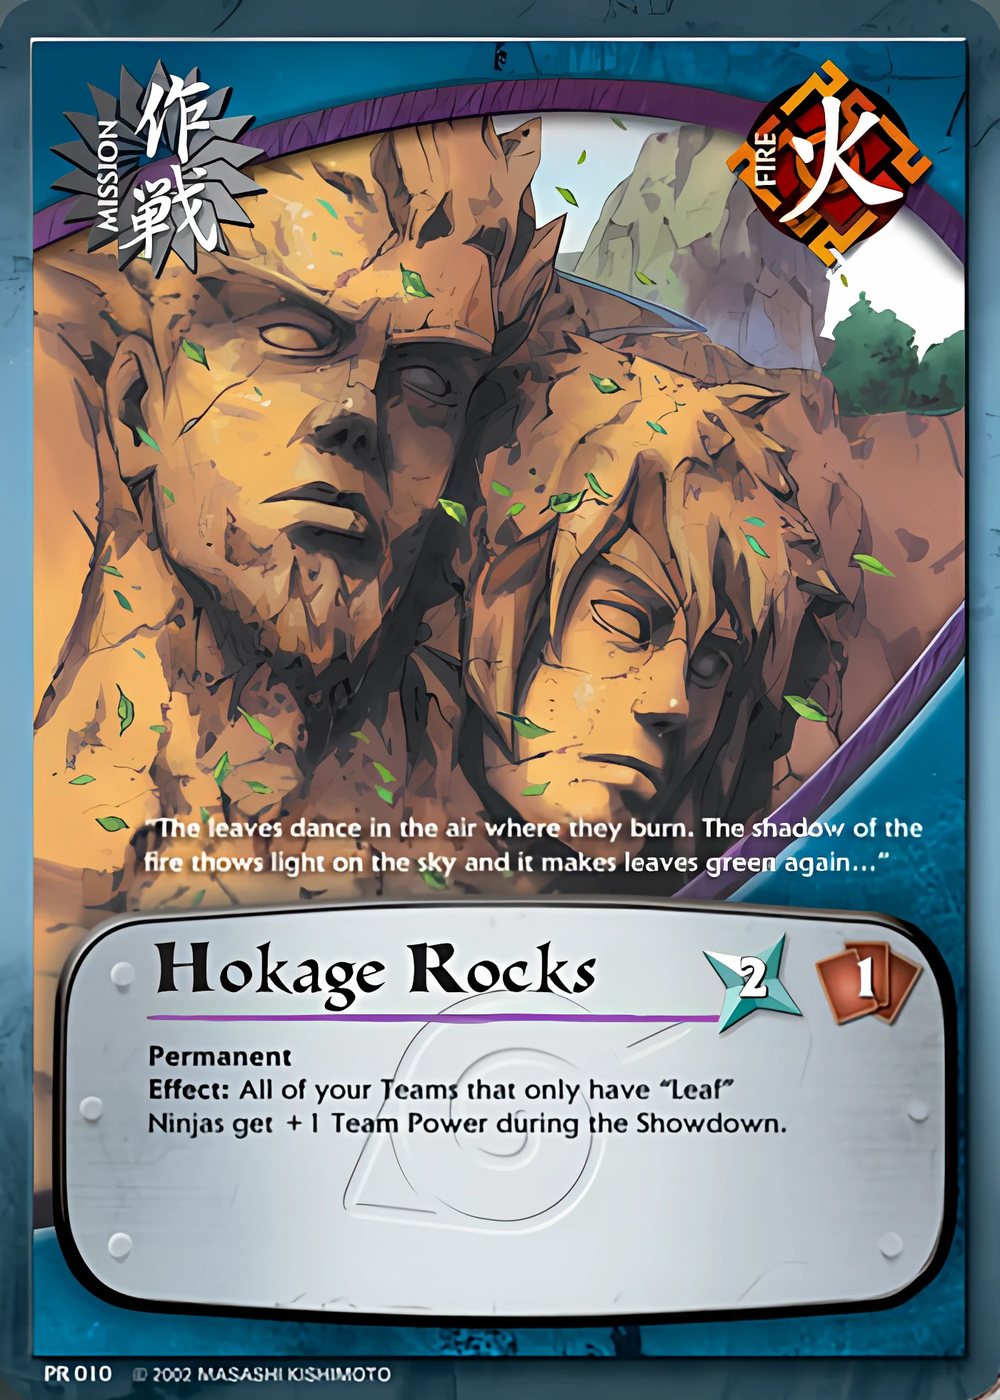 作戦
MISSION
FIRE
火
"The leaves dance in the air where they burn. The shadow of the
fire thows light on the sky and it makes leaves green again..."
Hokage Rocks
2
1
Permanent
Effect: All of your Teams that only have "Leaf"
Ninjas get +1 Team Power during the Showdown.
PR 010 © 2002 MASASHI KISHIMOTO